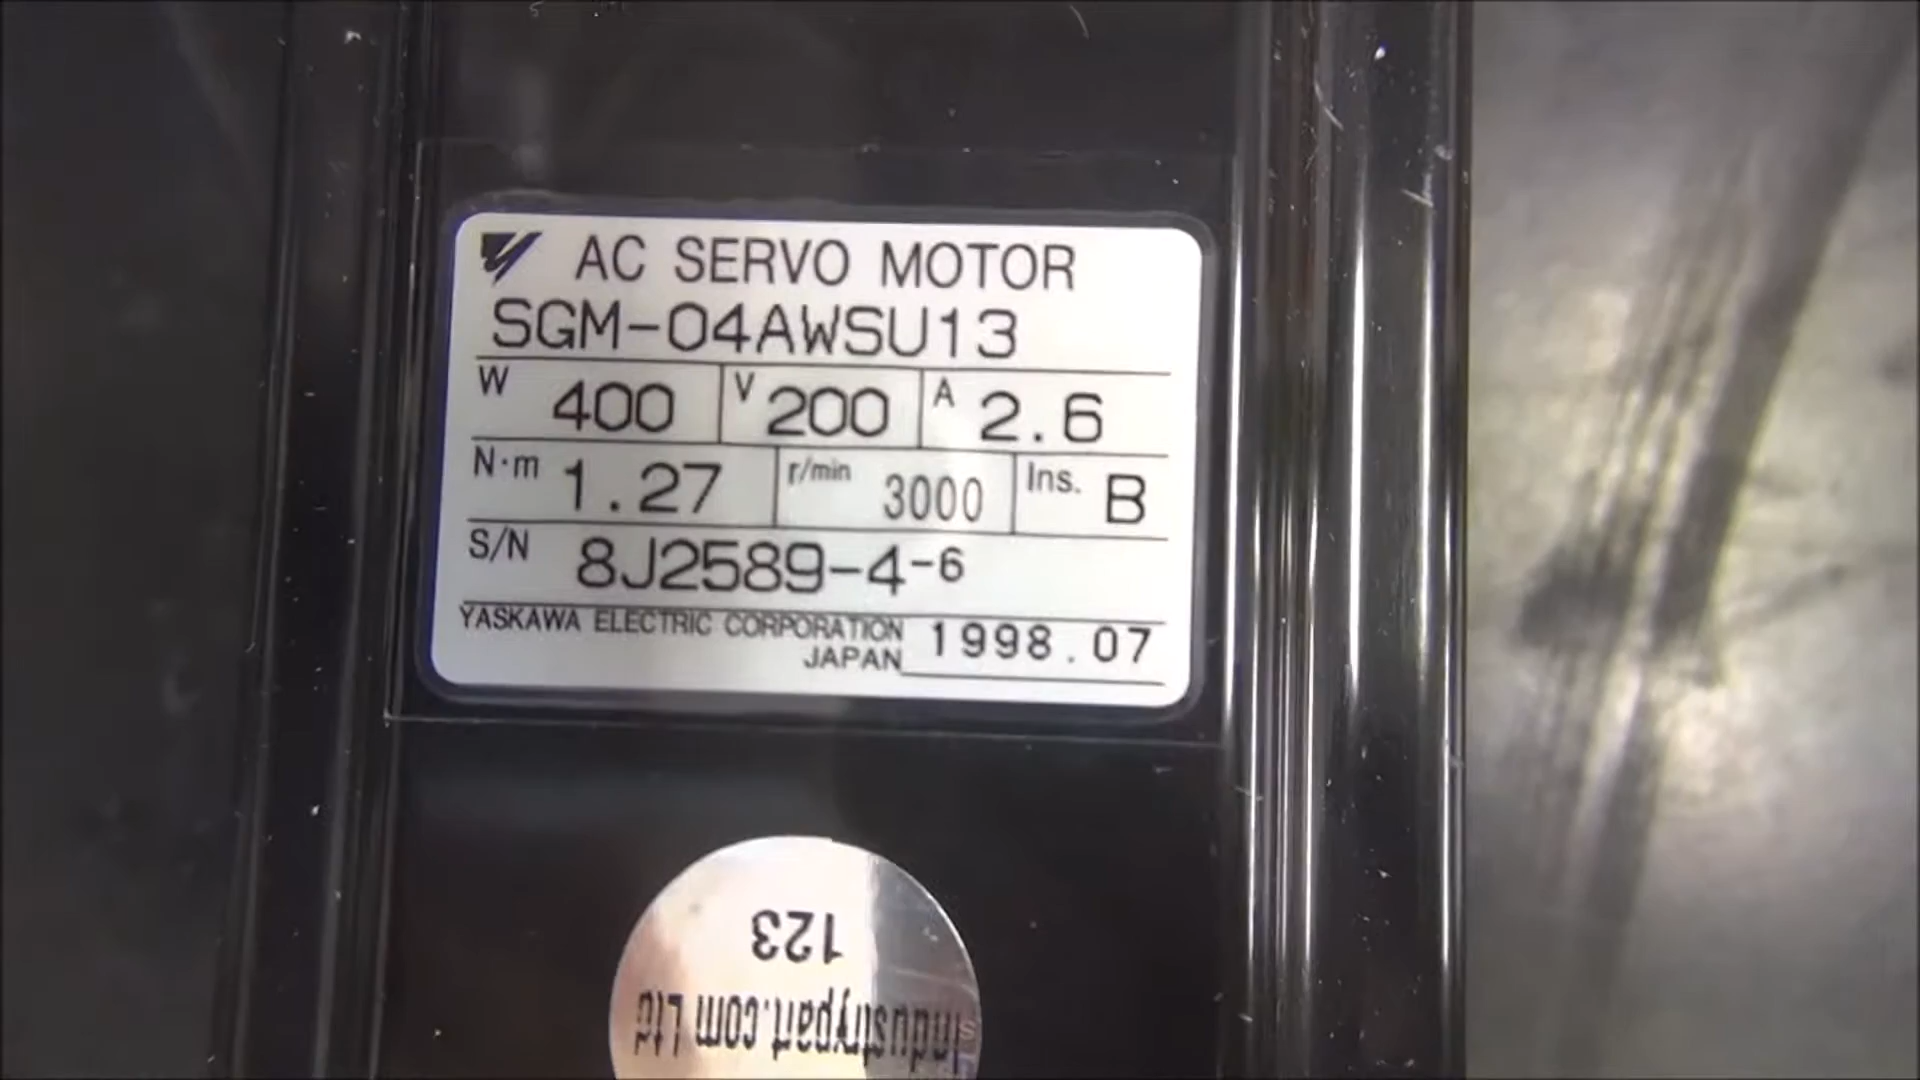 AC SERVO MOTOR
SGM-04AWSU13
W 400 V 200 A 2.6
N·m 1.27 r/min 3000 Ins. B
S/N 8J2589-4-6
YASKAWA ELECTRIC CORPORATION
JAPAN 1998.07
Industrypart.com Ltd
123